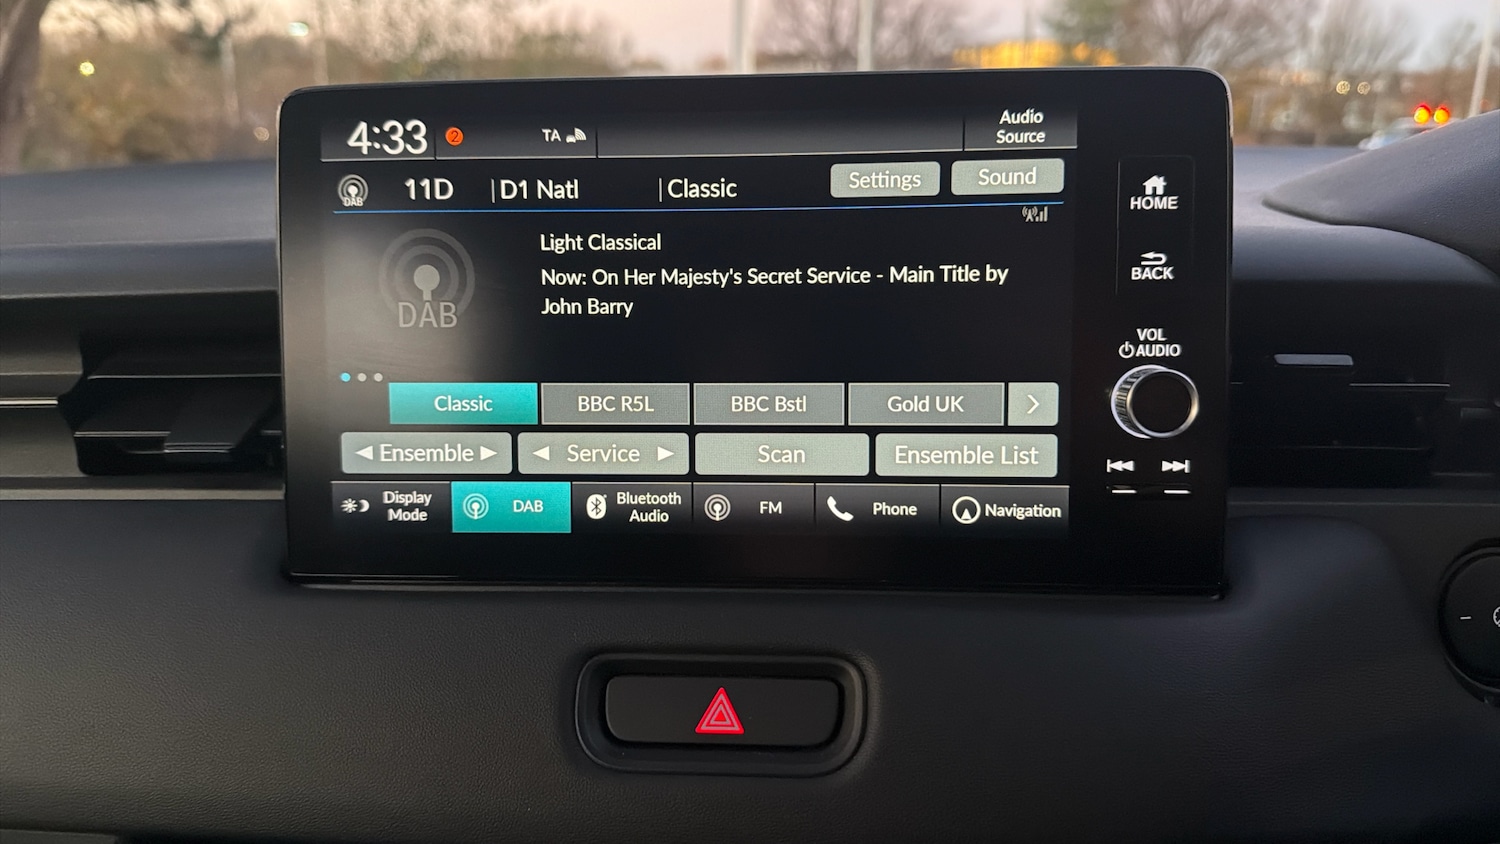 4:33 2 TA Audio
Source
DAB 11D D1 Natl Classic Settings Sound
Light Classical
Now: On Her Majesty's Secret Service - Main Title by
John Barry
DAB
Classic BBC R5L BBC Bstl Gold UK
Ensemble Service Scan Ensemble List
Display
Mode
DAB
Bluetooth
Audio
FM
Phone
Navigation
HOME
BACK
VOL
AUDIO